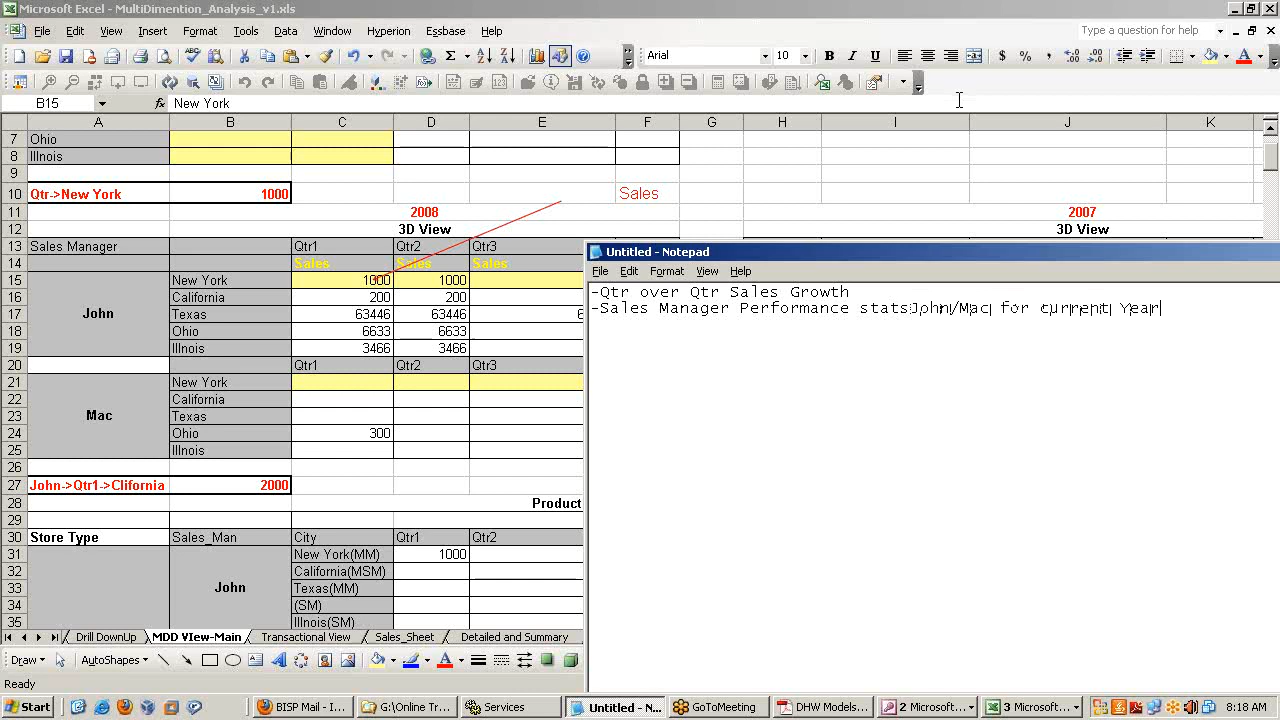 Microsoft Excel - MultiDimention_Analysis_v1.xls
File Edit View Insert Format Tools Data Window Hyperion Essbase Help
Type a question for help
Arial 10
B15 fx New York
A B C D E F G H I J K
7 Ohio
8 Illnois
9
10 Qtr->New York 1000 Sales
11 2008 2007
12 3D View 3D View
13 Sales Manager Qtr1 Qtr2 Qtr3
14 Sales Sales Sales
15 New York 1000 1000
16 California 200 200
17 John Texas 63446 63446 6
18 Ohio 6633 6633
19 Illnois 3466 3466
20 Qtr1 Qtr2 Qtr3
21 New York
22 California
23 Mac Texas
24 Ohio 300
25 Illnois
26
27 John->Qtr1->Clifornia 2000
28 Product
29
30 Store Type Sales_Man City Qtr1 Qtr2
31 New York(MM) 1000
32 California(MSM)
33 John Texas(MM)
34 (SM)
35 Illnois(SM)
Untitled - Notepad
File Edit Format View Help
-Qtr over Qtr Sales Growth
-Sales Manager Performance statsJohn/Mac for current Year
Drill DownUp MDD VIew-Main Transactional View Sales_Sheet Detailed and Summary
Draw AutoShapes
Ready
Start BISP Mail - I... G:\Online Tr... Services Untitled - N... GoToMeeting DHW Models... 2 Microsoft ... 3 Microsoft ... 8:18 AM